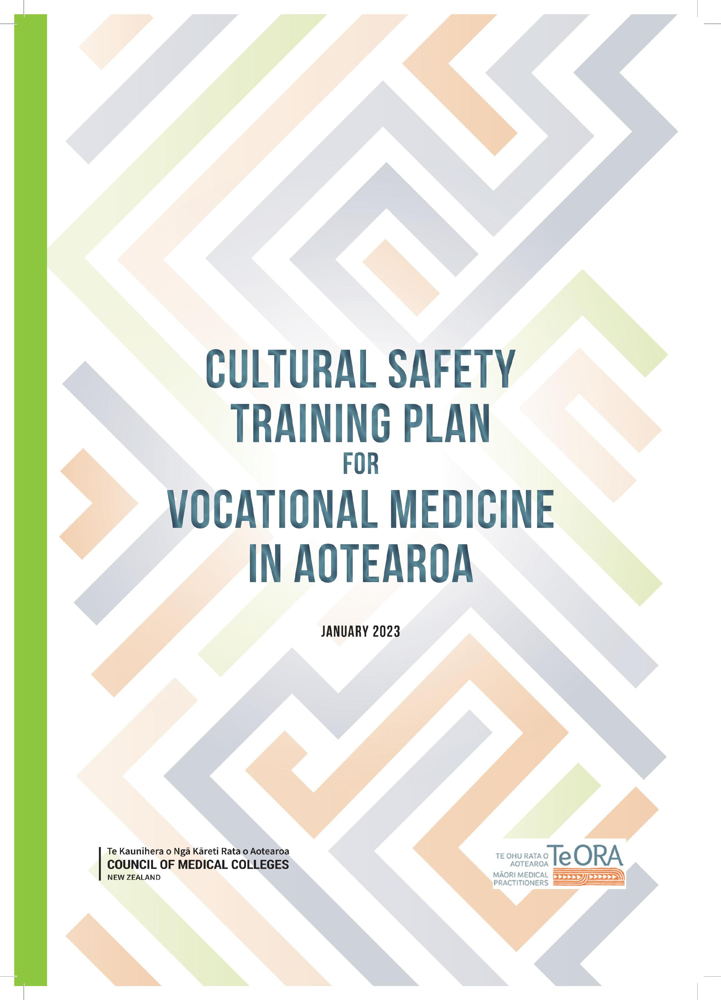 CULTURAL SAFETY
TRAINING PLAN
FOR
VOCATIONAL MEDICINE
IN AOTEAROA
JANUARY 2023
Te Kaunihera o Ngā Kāreti Rata o Aotearoa
COUNCIL OF MEDICAL COLLEGES
NEW ZEALAND
TE OHU RATA O
AOTEAROA
MĀORI MEDICAL
PRACTITIONERS
TeORA